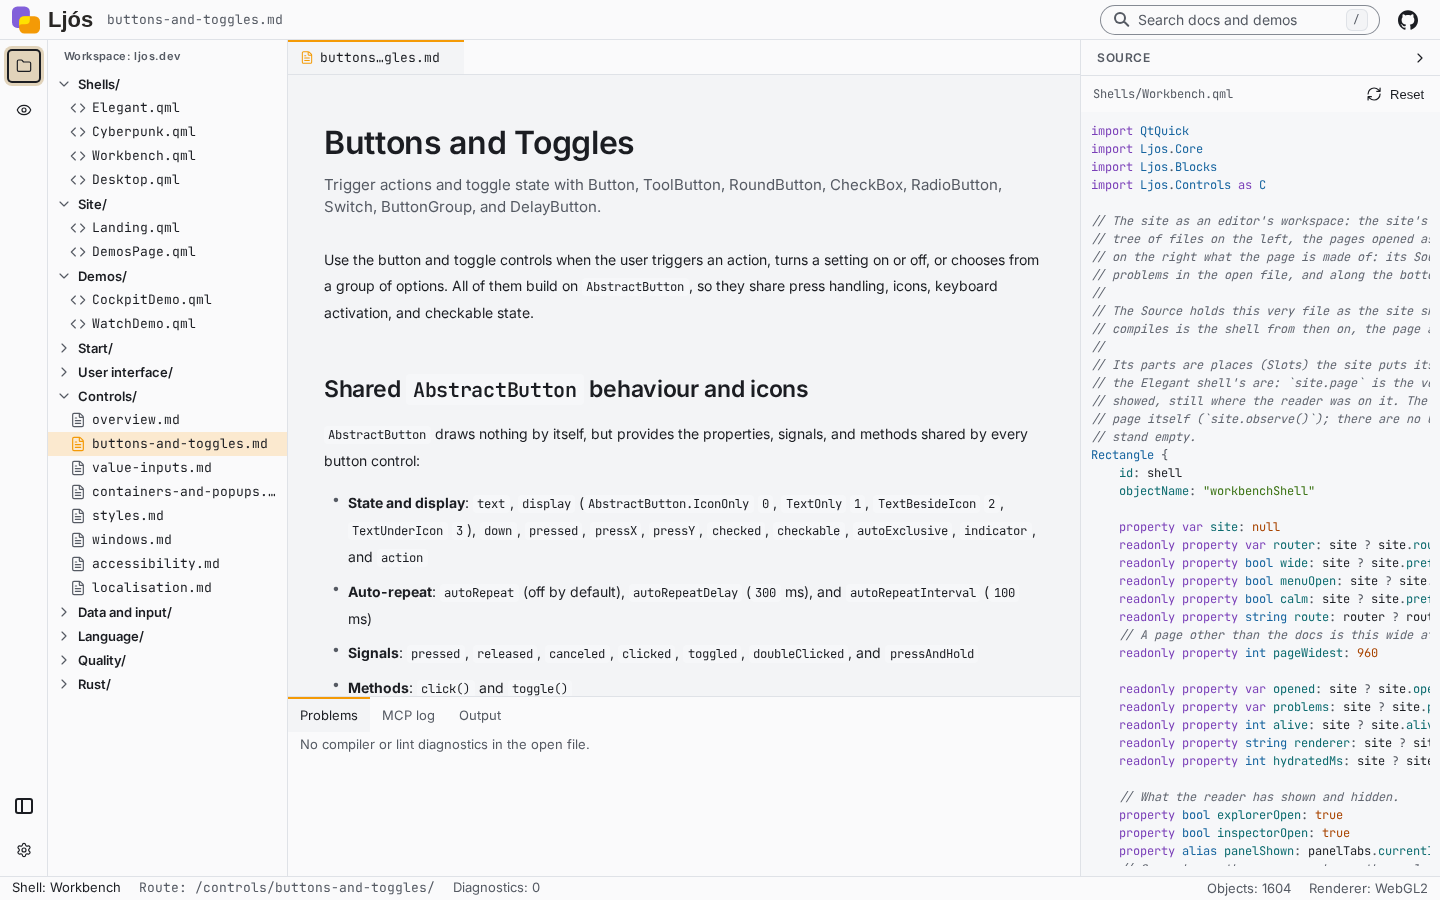 Ljós
buttons-and-toggles.md
Search docs and demos
/
Workspace: ljos.dev
Shells/
Elegant.qml
Cyberpunk.qml
Workbench.qml
Desktop.qml
Site/
Landing.qml
DemosPage.qml
Demos/
CockpitDemo.qml
WatchDemo.qml
Start/
User interface/
Controls/
overview.md
buttons-and-toggles.md
value-inputs.md
containers-and-popups.…
styles.md
windows.md
accessibility.md
localisation.md
Data and input/
Language/
Quality/
Rust/
buttons…gles.md
Buttons and Toggles
Trigger actions and toggle state with Button, ToolButton, RoundButton, CheckBox, RadioButton,
Switch, ButtonGroup, and DelayButton.
Use the button and toggle controls when the user triggers an action, turns a setting on or off, or chooses from
a group of options. All of them build on AbstractButton, so they share press handling, icons, keyboard
activation, and checkable state.
Shared AbstractButton behaviour and icons
AbstractButton draws nothing by itself, but provides the properties, signals, and methods shared by every
button control:
• State and display: text, display (AbstractButton.IconOnly 0, TextOnly 1, TextBesideIcon 2,
TextUnderIcon 3), down, pressed, pressX, pressY, checked, checkable, autoExclusive, indicator,
and action
• Auto-repeat: autoRepeat (off by default), autoRepeatDelay (300 ms), and autoRepeatInterval (100
ms)
• Signals: pressed, released, canceled, clicked, toggled, doubleClicked, and pressAndHold
• Methods: click() and toggle()
Problems
MCP log
Output
No compiler or lint diagnostics in the open file.
SOURCE
Shells/Workbench.qml
Reset
import QtQuick
import Ljos.Core
import Ljos.Blocks
import Ljos.Controls as C
// The site as an editor's workspace: the site's
// tree of files on the left, the pages opened as
// on the right what the page is made of: its Sou
// problems in the open file, and along the botto
//
// The Source holds this very file as the site sh
// compiles is the shell from then on, the page a
//
// Its parts are places (Slots) the site puts its
// the Elegant shell's are: `site.page` is the ve
// showed, still where the reader was on it. The
// page itself (`site.observe()`); there are no u
// stand empty.
Rectangle {
id: shell
objectName: "workbenchShell"
property var site: null
readonly property var router: site ? site.rou
readonly property bool wide: site ? site.pref
readonly property bool menuOpen: site ? site.
readonly property bool calm: site ? site.pref
readonly property string route: router ? rout
// A page other than the docs is this wide at
readonly property int pageWidest: 960
readonly property var opened: site ? site.ope
readonly property var problems: site ? site.p
readonly property int alive: site ? site.aliv
readonly property string renderer: site ? sit
readonly property int hydratedMs: site ? site
// What the reader has shown and hidden.
property bool explorerOpen: true
property bool inspectorOpen: true
property alias panelShown: panelTabs.currentI
Shell: Workbench
Route: /controls/buttons-and-toggles/
Diagnostics: 0
Objects: 1604
Renderer: WebGL2